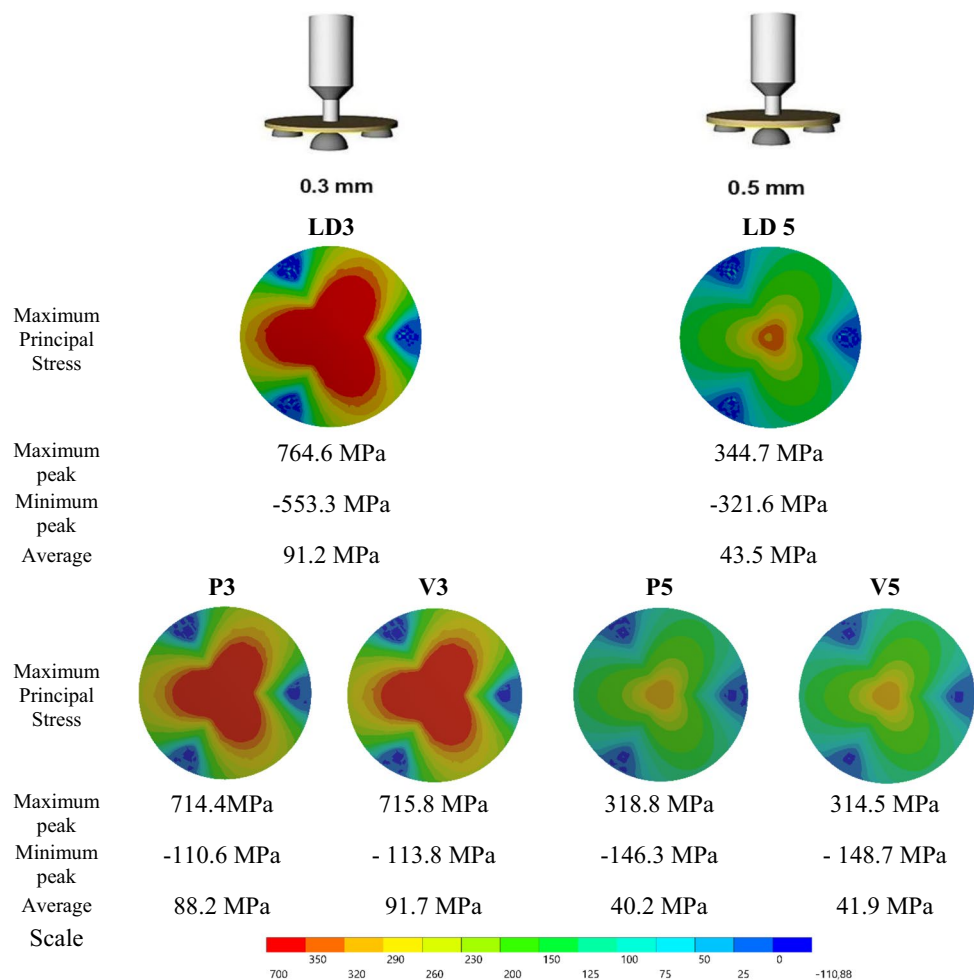 0.3 mm 0.5 mm
LD3 LD 5
Maximum
Principal
Stress
Maximum
peak
764.6 MPa 344.7 MPa
Minimum
peak
-553.3 MPa -321.6 MPa
Average 91.2 MPa 43.5 MPa
P3 V3 P5 V5
Maximum
Principal
Stress
Maximum
peak
714.4MPa 715.8 MPa 318.8 MPa 314.5 MPa
Minimum
peak
-110.6 MPa - 113.8 MPa -146.3 MPa - 148.7 MPa
Average 88.2 MPa 91.7 MPa 40.2 MPa 41.9 MPa
Scale
350 290 230 150 100 50 0
700 320 260 200 125 75 25 -110,88